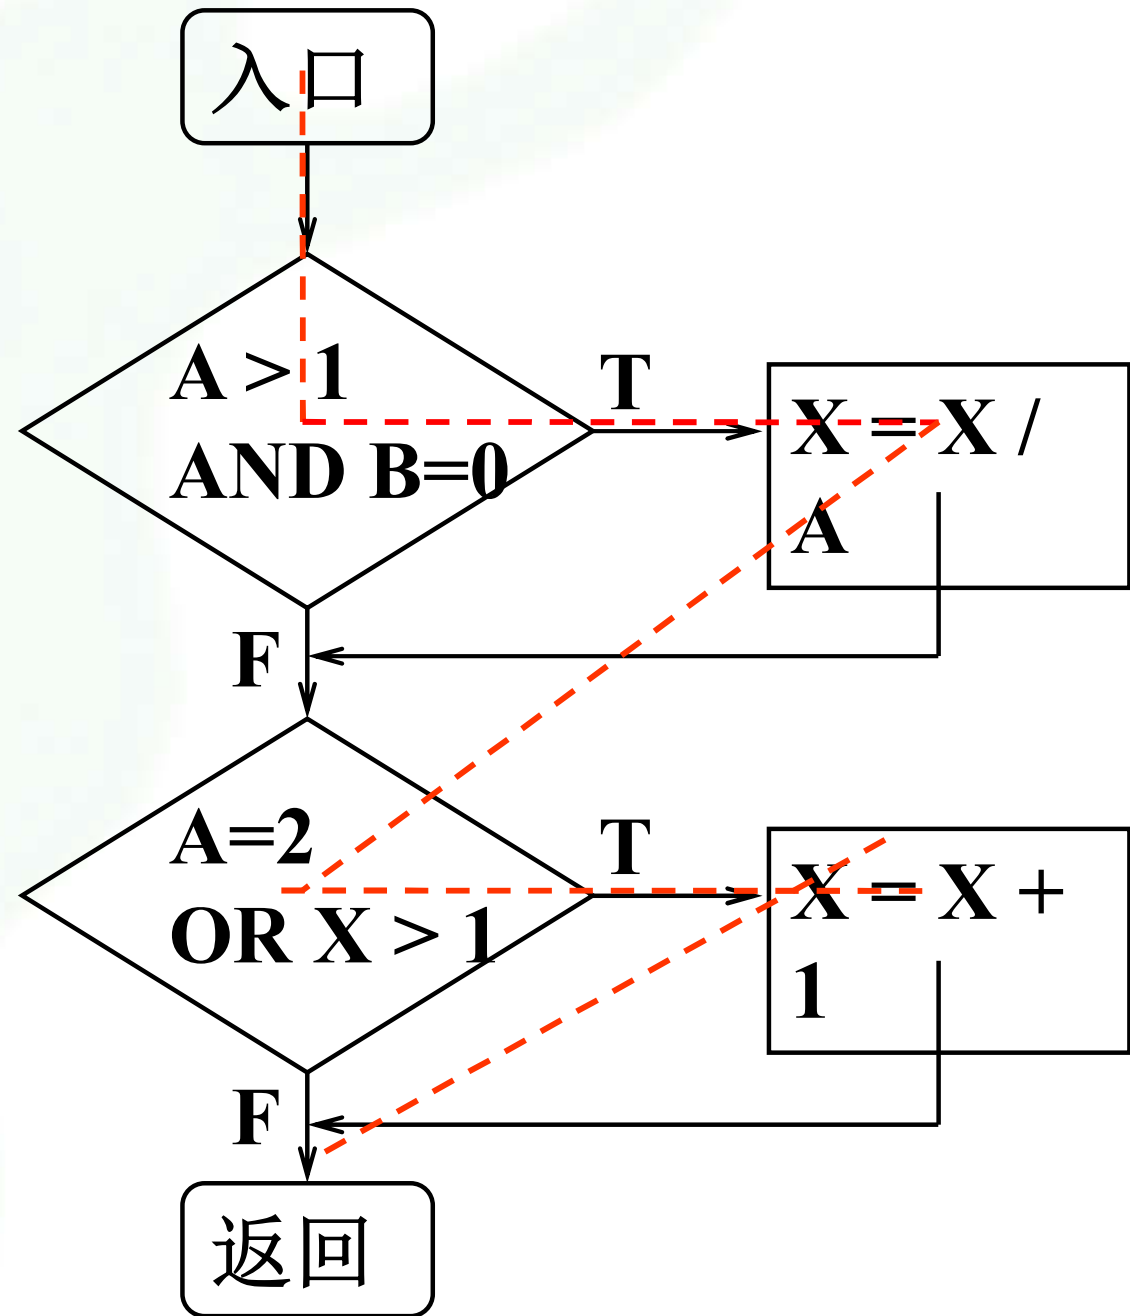 入口
A > 1
AND B=0
T
X = X /
A
F
A=2
OR X > 1
T
X = X +
1
F
返回